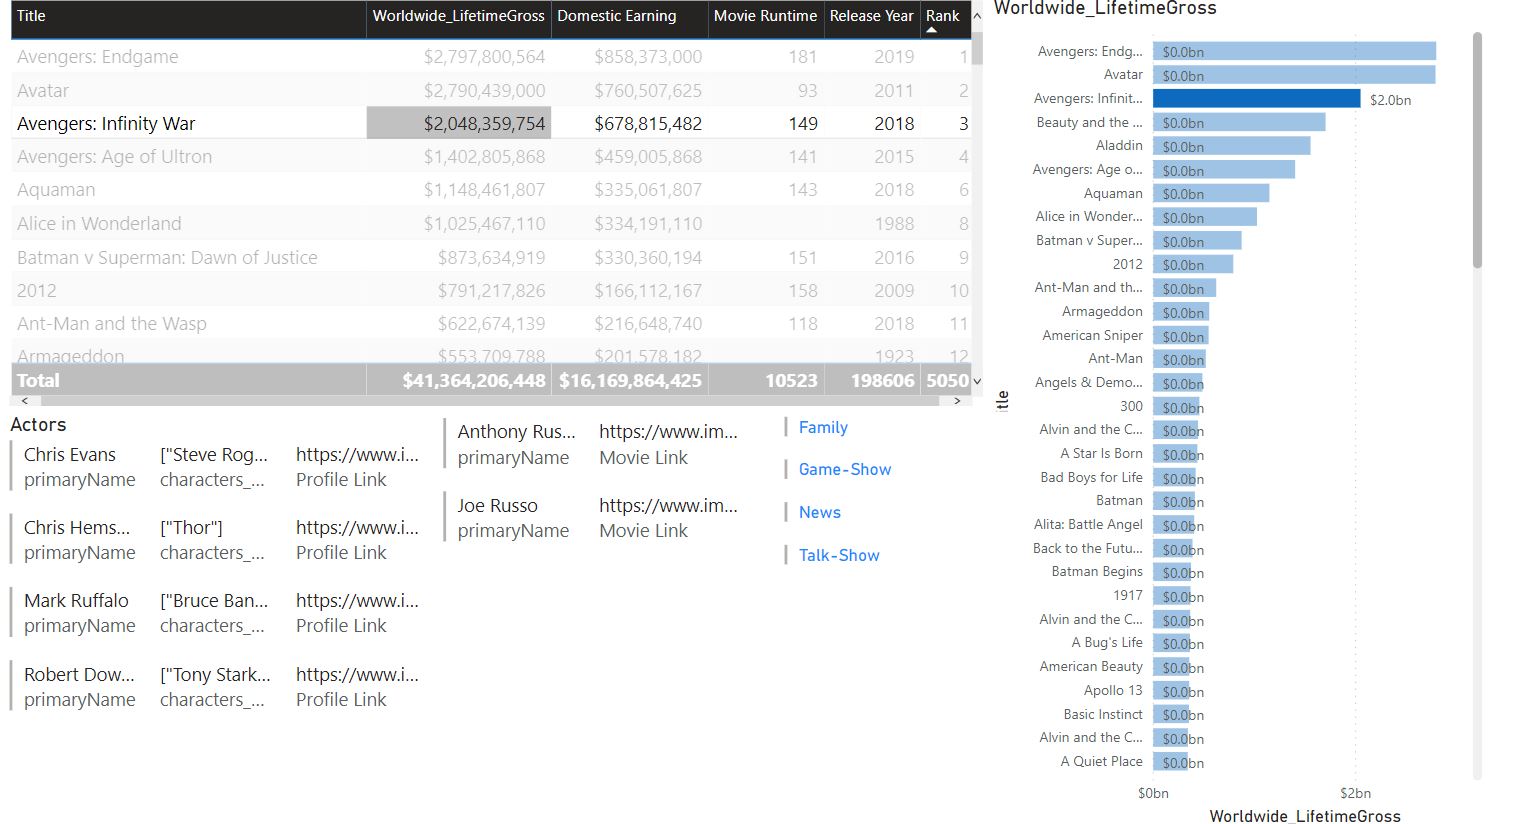 Title Worldwide_LifetimeGross Domestic Earning Movie Runtime Release Year Rank
Avengers: Endgame $2,797,800,564 $858,373,000 181 2019 1
Avatar $2,790,439,000 $760,507,625 93 2011 2
Avengers: Infinity War $2,048,359,754 $678,815,482 149 2018 3
Avengers: Age of Ultron $1,402,805,868 $459,005,868 141 2015 4
Aquaman $1,148,461,807 $335,061,807 143 2018 6
Alice in Wonderland $1,025,467,110 $334,191,110 1988 8
Batman v Superman: Dawn of Justice $873,634,919 $330,360,194 151 2016 9
2012 $791,217,826 $166,112,167 158 2009 10
Ant-Man and the Wasp $622,674,139 $216,648,740 118 2018 11
Armageddon $553,709,788 $201,578,182 1923 12
Total $41,364,206,448 $16,169,864,425 10523 198606 5050
Actors
Chris Evans ["Steve Rog... https://www.i...
primaryName characters_... Profile Link
Chris Hems... ["Thor"] https://www.i...
primaryName characters_... Profile Link
Mark Ruffalo ["Bruce Ban... https://www.i...
primaryName characters_... Profile Link
Robert Dow... ["Tony Stark... https://www.i...
primaryName characters_... Profile Link
Anthony Rus... https://www.im...
primaryName Movie Link
Joe Russo https://www.im...
primaryName Movie Link
Family
Game-Show
News
Talk-Show
Worldwide_LifetimeGross
Avengers: Endg... $0.0bn
Avatar $0.0bn
Avengers: Infinit... $2.0bn
Beauty and the ... $0.0bn
Aladdin $0.0bn
Avengers: Age o... $0.0bn
Aquaman $0.0bn
Alice in Wonder... $0.0bn
Batman v Super... $0.0bn
2012 $0.0bn
Ant-Man and th... $0.0bn
Armageddon $0.0bn
American Sniper $0.0bn
Ant-Man $0.0bn
Angels & Demo... $0.0bn
300 $0.0bn
Alvin and the C... $0.0bn
A Star Is Born $0.0bn
Bad Boys for Life $0.0bn
Batman $0.0bn
Alita: Battle Angel $0.0bn
Back to the Futu... $0.0bn
Batman Begins $0.0bn
1917 $0.0bn
Alvin and the C... $0.0bn
A Bug's Life $0.0bn
American Beauty $0.0bn
Apollo 13 $0.0bn
Basic Instinct $0.0bn
Alvin and the C... $0.0bn
A Quiet Place $0.0bn
$0bn $2bn
Worldwide_LifetimeGross